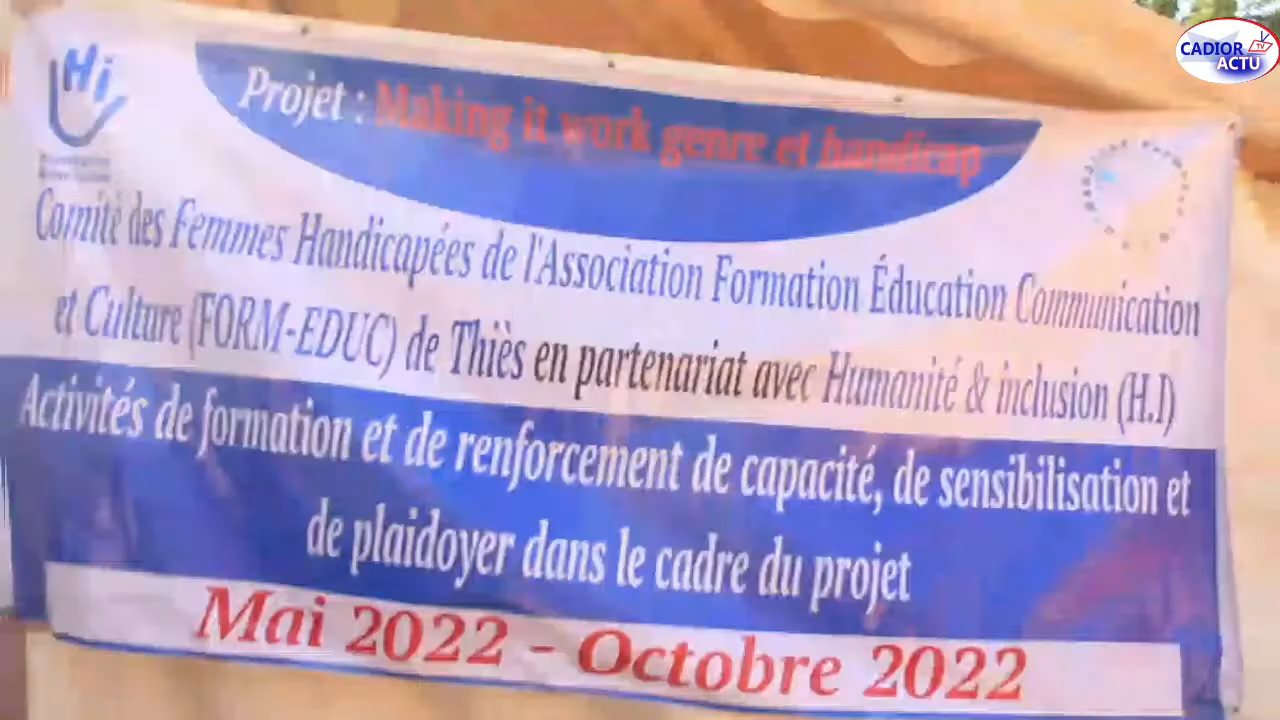 CADIOR TV
ACTU
Hi
Projet : Making it work genre et handicap
Comité des Femmes Handicapées de l'Association Formation Éducation Communication
et Culture (FORM-EDUC) de Thiès en partenariat avec Humanité & inclusion (H.I)
Activités de formation et de renforcement de capacité, de sensibilisation et
de plaidoyer dans le cadre du projet
Mai 2022 - Octobre 2022